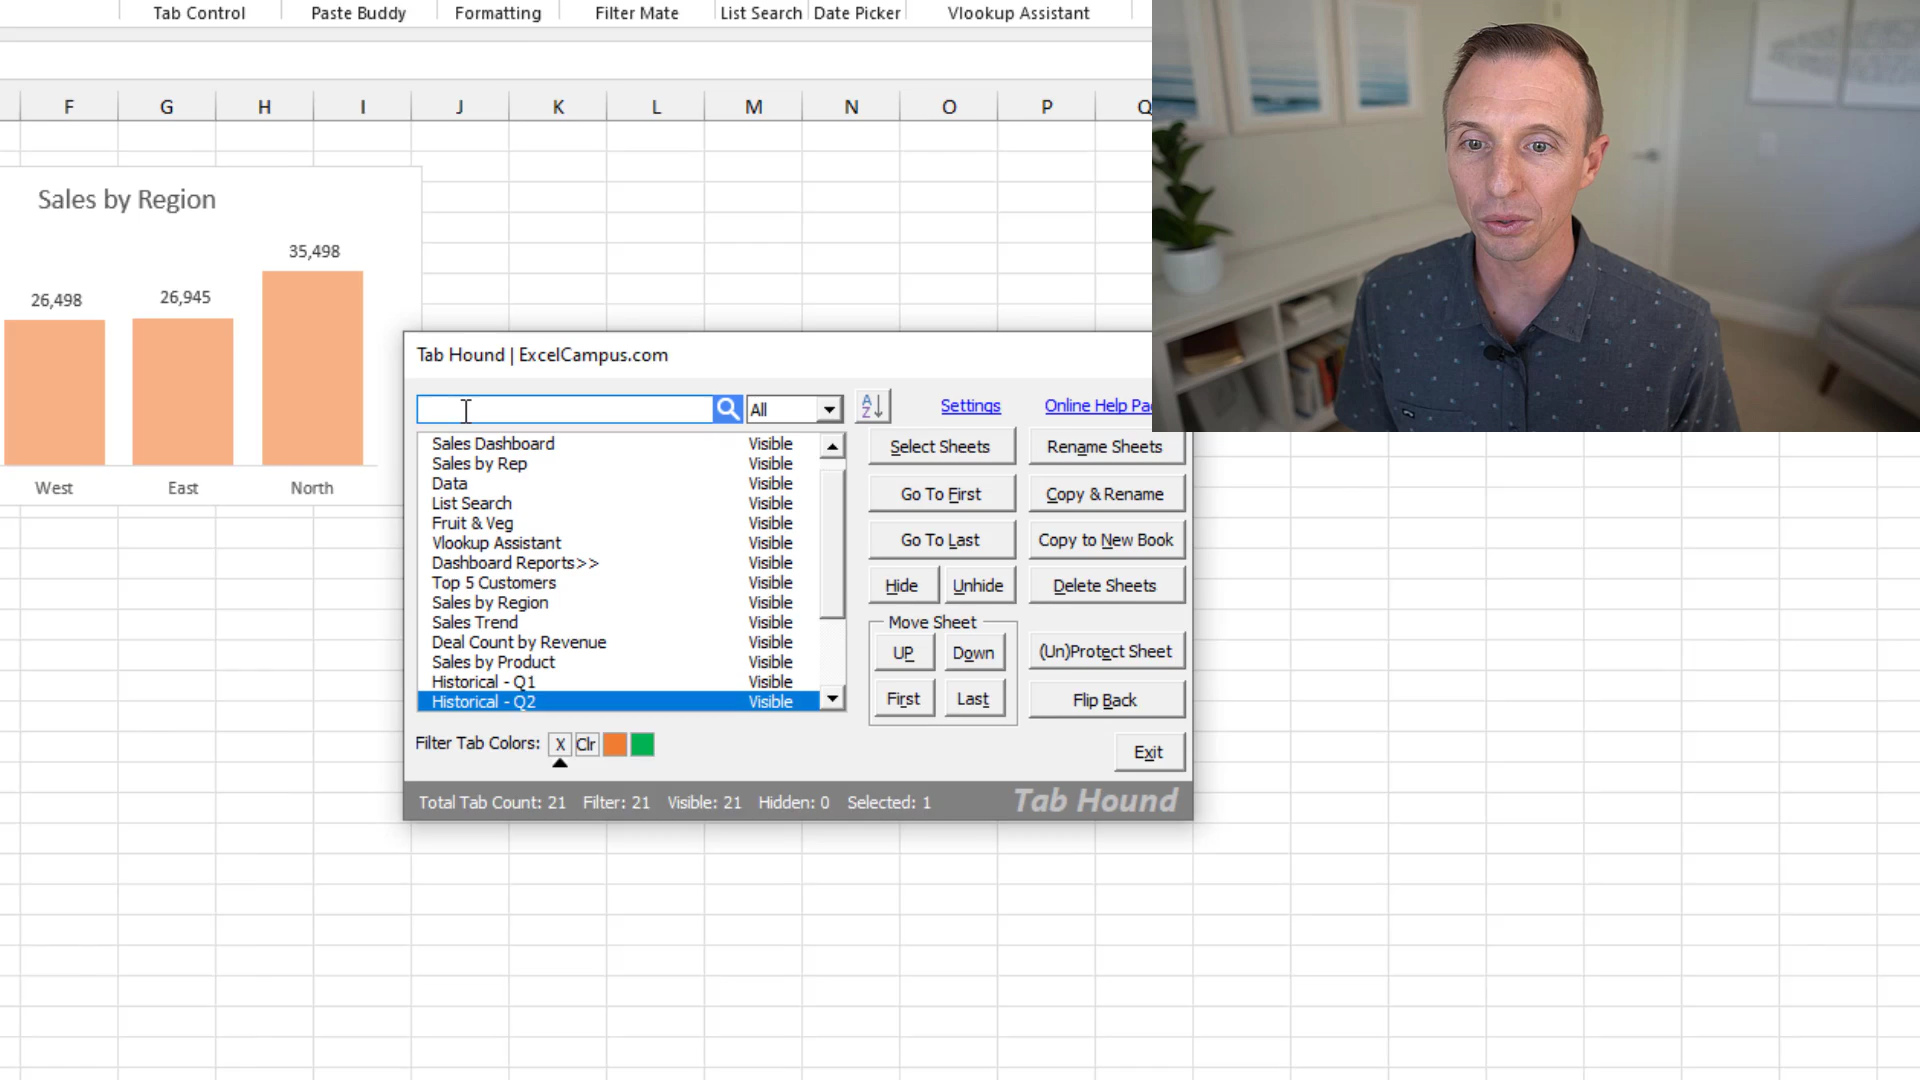 Tab Control Paste Buddy Formatting Filter Mate List Search Date Picker Vlookup Assistant
F G H I J K L M N O P Q
Sales by Region
35,498
26,498 26,945
West East North
Tab Hound | ExcelCampus.com
All A Z Settings Online Help Pa
Sales Dashboard Visible
Sales by Rep Visible
Data Visible
List Search Visible
Fruit & Veg Visible
Vlookup Assistant Visible
Dashboard Reports>> Visible
Top 5 Customers Visible
Sales by Region Visible
Sales Trend Visible
Deal Count by Revenue Visible
Sales by Product Visible
Historical - Q1 Visible
Historical - Q2 Visible
Select Sheets Rename Sheets
Go To First Copy & Rename
Go To Last Copy to New Book
Hide Unhide Delete Sheets
Move Sheet
UP Down (Un)Protect Sheet
First Last Flip Back
Filter Tab Colors: X Clr
Exit
Total Tab Count: 21 Filter: 21 Visible: 21 Hidden: 0 Selected: 1 Tab Hound